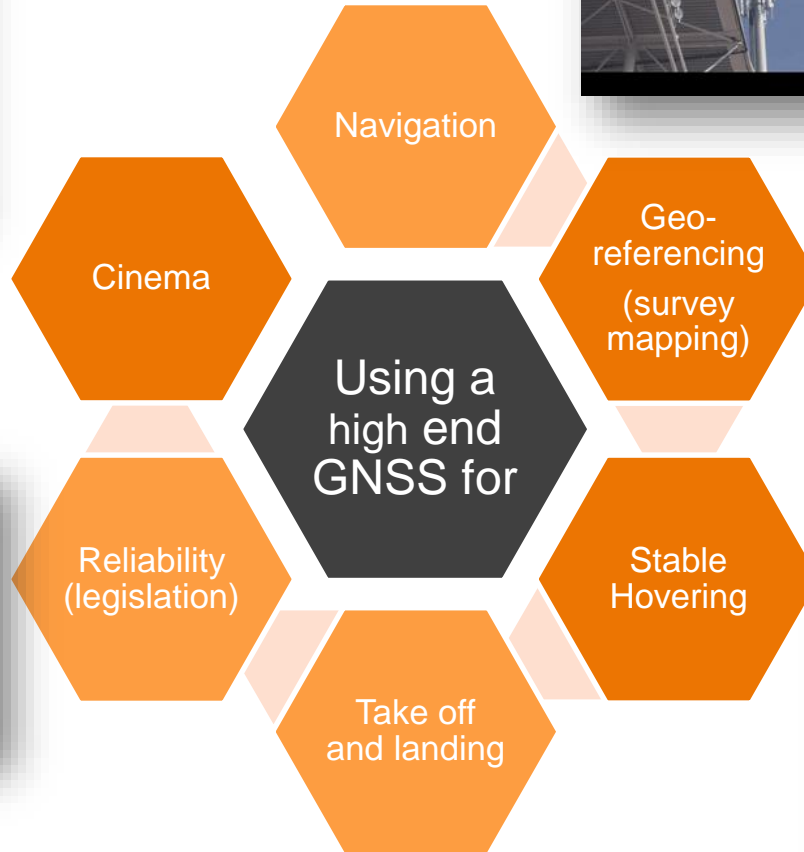 Navigation
Geo-
referencing
(survey
mapping)
Cinema
Using a
high end
GNSS for
Reliability
(legislation)
Stable
Hovering
Take off
and landing